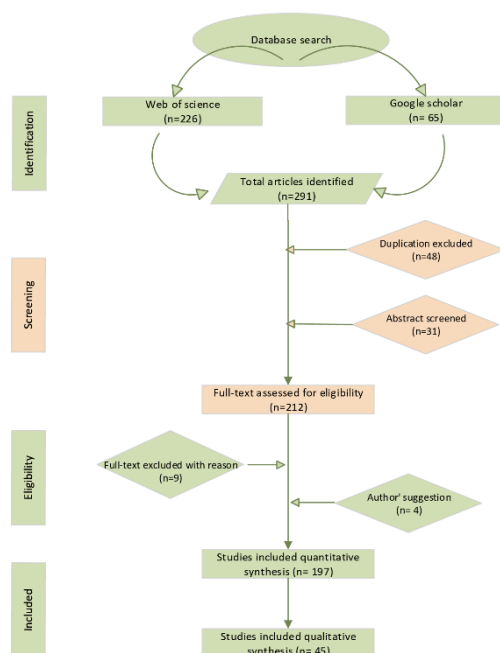 Database search
Web of science
(n=226)
Google scholar
(n= 65)
Identification
Total articles identified
(n=291)
Duplication excluded
(n=48)
Screening
Abstract screened
(n=31)
Full-text assessed for eligibility
(n=212)
Eligibility
Full-text excluded with reason
(n=9)
Author' suggestion
(n= 4)
Studies included quantitative
synthesis (n= 197)
Included
Studies included qualitative
synthesis (n= 45)